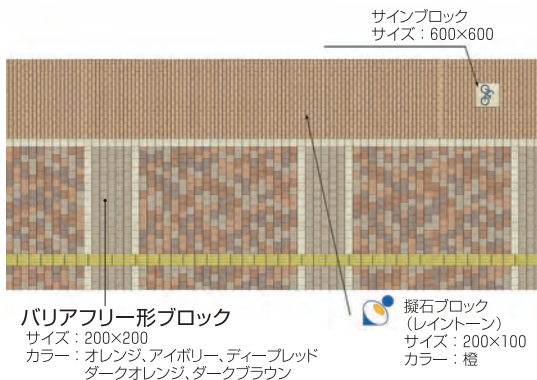 サインブロック
サイズ：600×600
バリアフリー形ブロック
サイズ：200×200
カラー：オレンジ、アイボリー、ディープレッド
ダークオレンジ、ダークブラウン
擬石ブロック
（レイントーン）
サイズ：200×100
カラー：橙